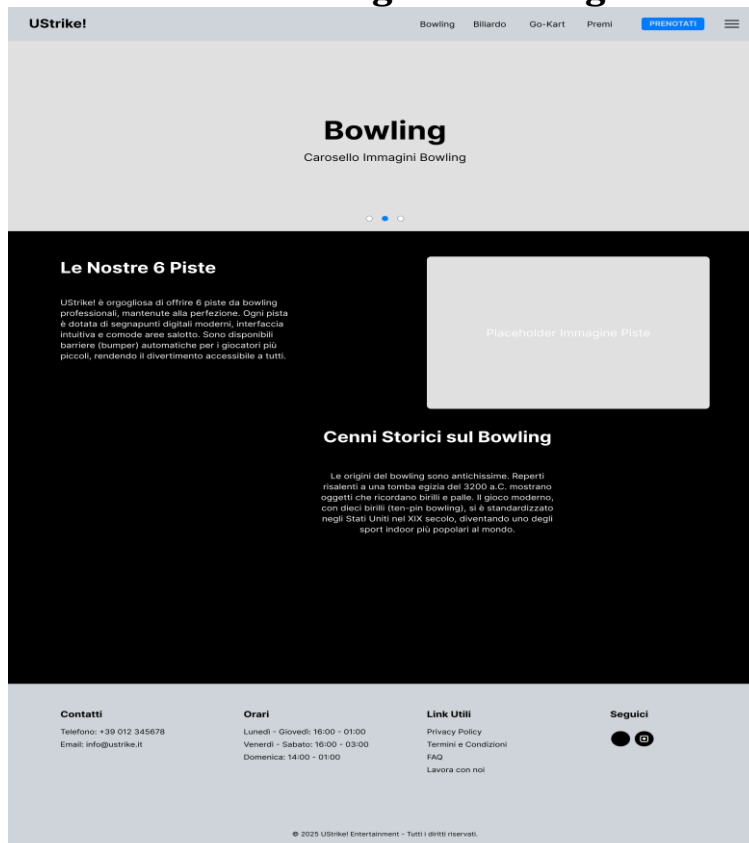 UStrike!
Bowling Biliardo Go-Kart Premi PRENOTATI
Bowling
Carosello Immagini Bowling
Le Nostre 6 Piste
UStrike! è orgogliosa di offrire 6 piste da bowling
professionali, mantenute alla perfezione. Ogni pista
è dotata di segnapunti digitali moderni, interfaccia
intuitiva e comode aree salotto. Sono disponibili
barriere (bumper) automatiche per i giocatori più
piccoli, rendendo il divertimento accessibile a tutti.
Placeholder Immagine Piste
Cenni Storici sul Bowling
Le origini del bowling sono antichissime. Reperti
risalenti a una tomba egizia del 3200 a.C. mostrano
oggetti che ricordano birilli e palle. Il gioco moderno,
con dieci birilli (ten-pin bowling), si è standardizzato
negli Stati Uniti nel XIX secolo, diventando uno degli
sport indoor più popolari al mondo.
Contatti
Telefono: +39 012 345678
Email: info@ustrike.it
Orari
Lunedì - Giovedì: 16:00 - 01:00
Venerdì - Sabato: 16:00 - 03:00
Domenica: 14:00 - 01:00
Link Utili
Privacy Policy
Termini e Condizioni
FAQ
Lavora con noi
Seguici
© 2025 UStrike! Entertainment - Tutti i diritti riservati.